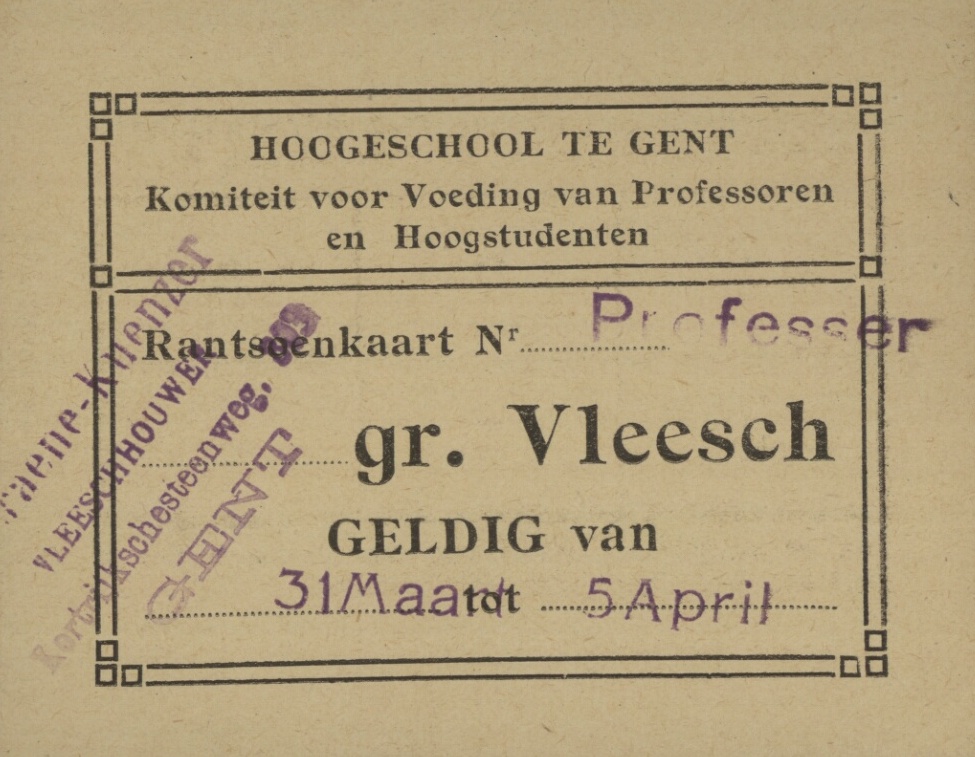 HOOGESCHOOL TE GENT
Komiteit voor Voeding van Professoren
en Hoogstudenten
Rantsoenkaart Nr Professer
gr. Vleesch
GELDIG van
31 Maart tot 5 April
VLEESCHHOUWER
Kortrijkschesteenweg,
GENT